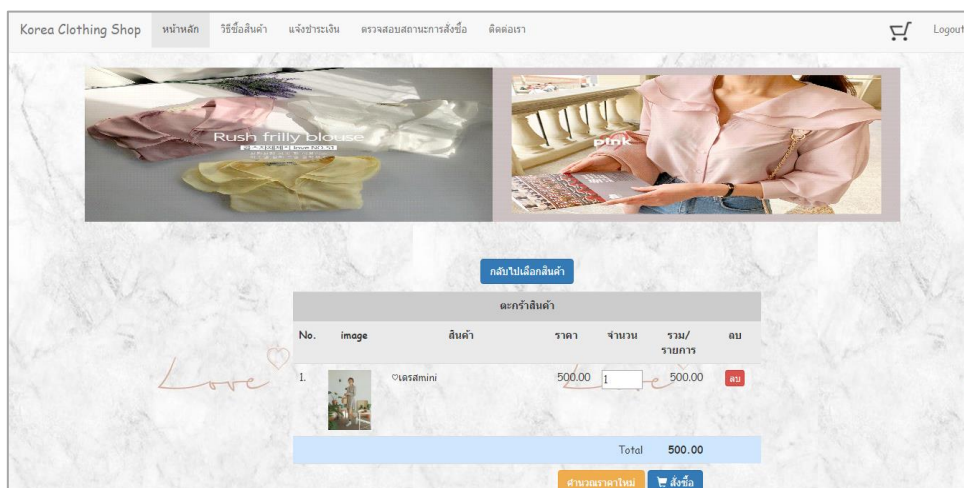 Korea Clothing Shop หน้าหลัก วิธีซื้อสินค้า แจ้งชำระเงิน ตรวจสอบสถานะการสั่งซื้อ ติดต่อเรา Logout
Rush frilly blouse
pink
กลับไปเลือกสินค้า
ตะกร้าสินค้า
No. image สินค้า ราคา จำนวน รวม/
รายการ ลบ
1. ♡เดรสmini 500.00 1 500.00 ลบ
Love
Total 500.00
คำนวณราคาใหม่ สั่งซื้อ